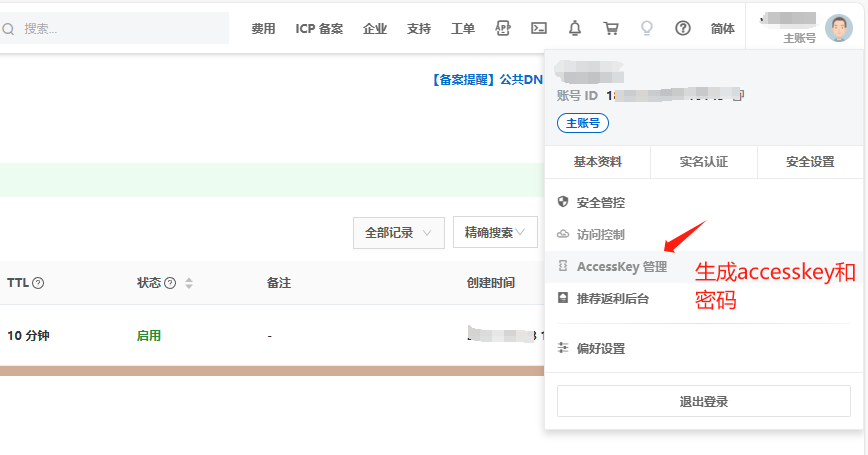 搜索...
费用 ICP 备案 企业 支持 工单 APP 简体
主账号
【备案提醒】公共DN
账号 ID
主账号
基本资料 实名认证 安全设置
安全管控
访问控制
AccessKey 管理
推荐返利后台
偏好设置
退出登录
生成accesskey和
密码
全部记录 精确搜索
TTL 状态 备注 创建时间
10 分钟 启用 -